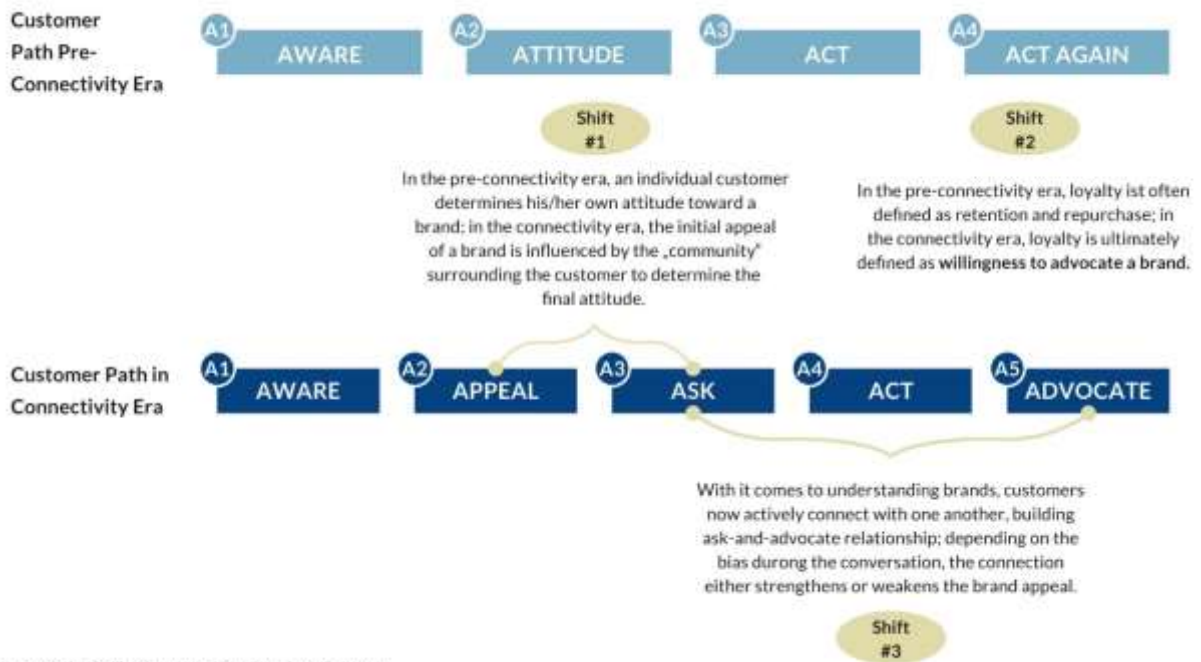 Customer
Path Pre-
Connectivity Era
A1
AWARE
A2
ATTITUDE
A3
ACT
A4
ACT AGAIN
Shift
#1
In the pre-connectivity era, an individual customer
determines his/her own attitude toward a
brand; in the connectivity era, the initial appeal
of a brand is influenced by the „community"
surrounding the customer to determine the
final attitude.
Shift
#2
In the pre-connectivity era, loyalty ist often
defined as retention and repurchase; in
the connectivity era, loyalty is ultimately
defined as willingness to advocate a brand.
Customer Path in
Connectivity Era
A1
AWARE
A2
APPEAL
A3
ASK
A4
ACT
A5
ADVOCATE
With it comes to understanding brands, customers
now actively connect with one another, building
ask-and-advocate relationship; depending on the
bias durong the conversation, the connection
either strengthens or weakens the brand appeal.
Shift
#3